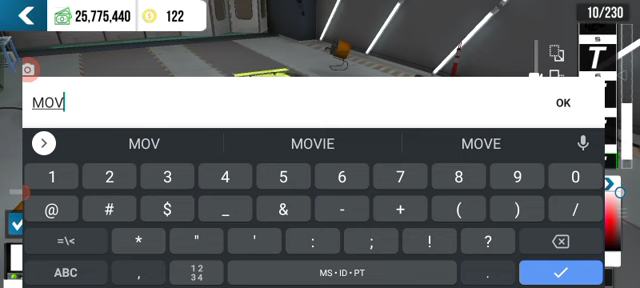 25,775,440 122 10/230
S
T
S
MOV OK
MOV MOVIE MOVE
1 2 3 4 5 6 7 8 9 0
@ # $ _ & - + ( ) /
=\< * " ' : ; ! ?
ABC , 12 MS • ID • PT .
34